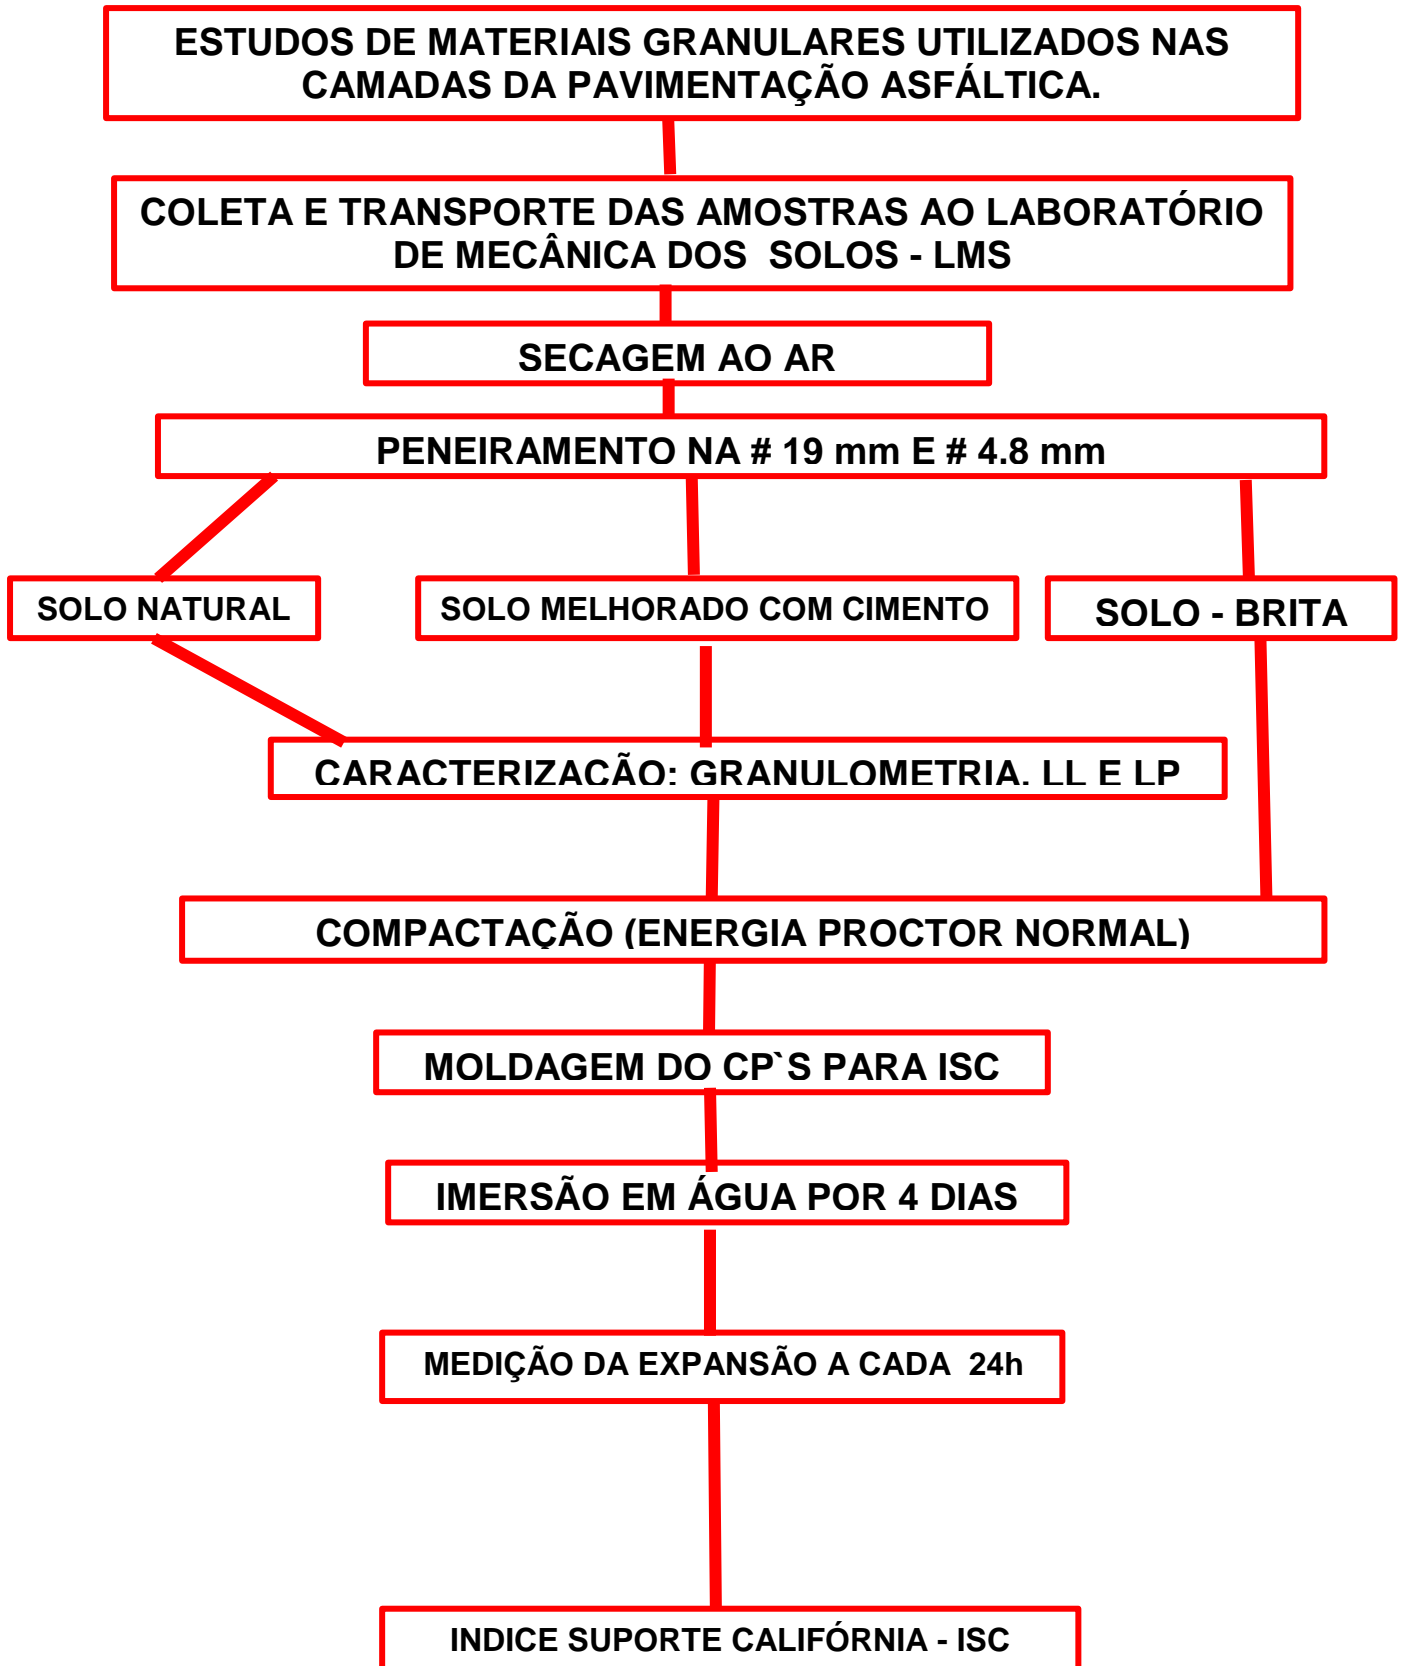 ESTUDOS DE MATERIAIS GRANULARES UTILIZADOS NAS
CAMADAS DA PAVIMENTAÇÃO ASFÁLTICA.
COLETA E TRANSPORTE DAS AMOSTRAS AO LABORATÓRIO
DE MECÂNICA DOS SOLOS - LMS
SECAGEM AO AR
PENEIRAMENTO NA # 19 mm E # 4.8 mm
SOLO NATURAL
SOLO MELHORADO COM CIMENTO
SOLO - BRITA
CARACTERIZAÇÃO: GRANULOMETRIA, LL E LP
COMPACTAÇÃO (ENERGIA PROCTOR NORMAL)
MOLDAGEM DO CP`S PARA ISC
IMERSÃO EM ÁGUA POR 4 DIAS
MEDIÇÃO DA EXPANSÃO A CADA 24h
INDICE SUPORTE CALIFÓRNIA - ISC